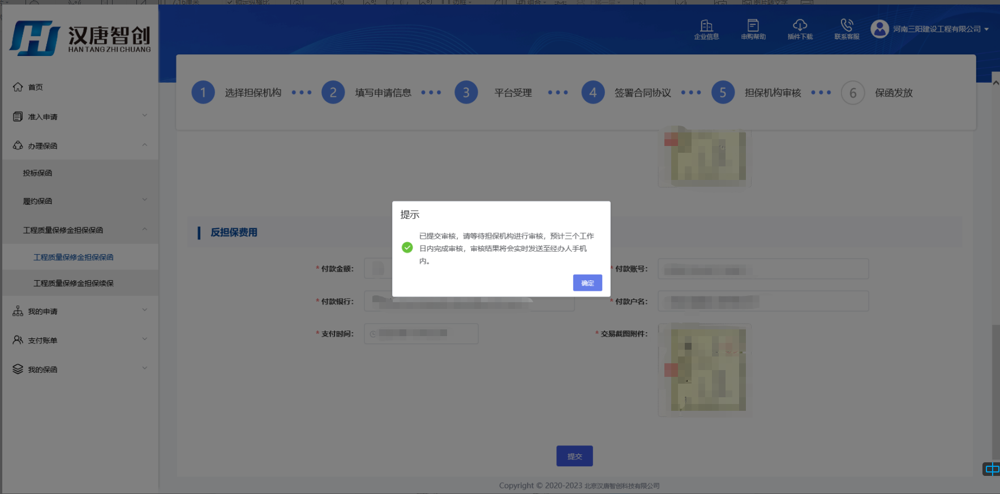 汉唐智创
HAN TANG ZHI CHUANG
企业信息
申购帮助
插件下载
联系客服
河南三阳建设工程有限公司
首页
准入申请
办理保函
投标保函
履约保函
工程质量保修金担保保函
工程质量保修金担保保函
工程质量保修金担保续保
我的申请
支付账单
我的保函
1 选择担保机构
2 填写申请信息
3 平台受理
4 签署合同协议
5 担保机构审核
6 保函发放
反担保费用
* 付款金额：
* 付款账号：
* 付款银行：
* 付款户名：
* 支付时间：
* 交易截图附件：
提示
已提交审核，请等待担保机构进行审核，预计三个工作
日内完成审核，审核结果将会实时发送至经办人手机
内。
确定
提交
Copyright © 2020-2023 北京汉唐智创科技有限公司